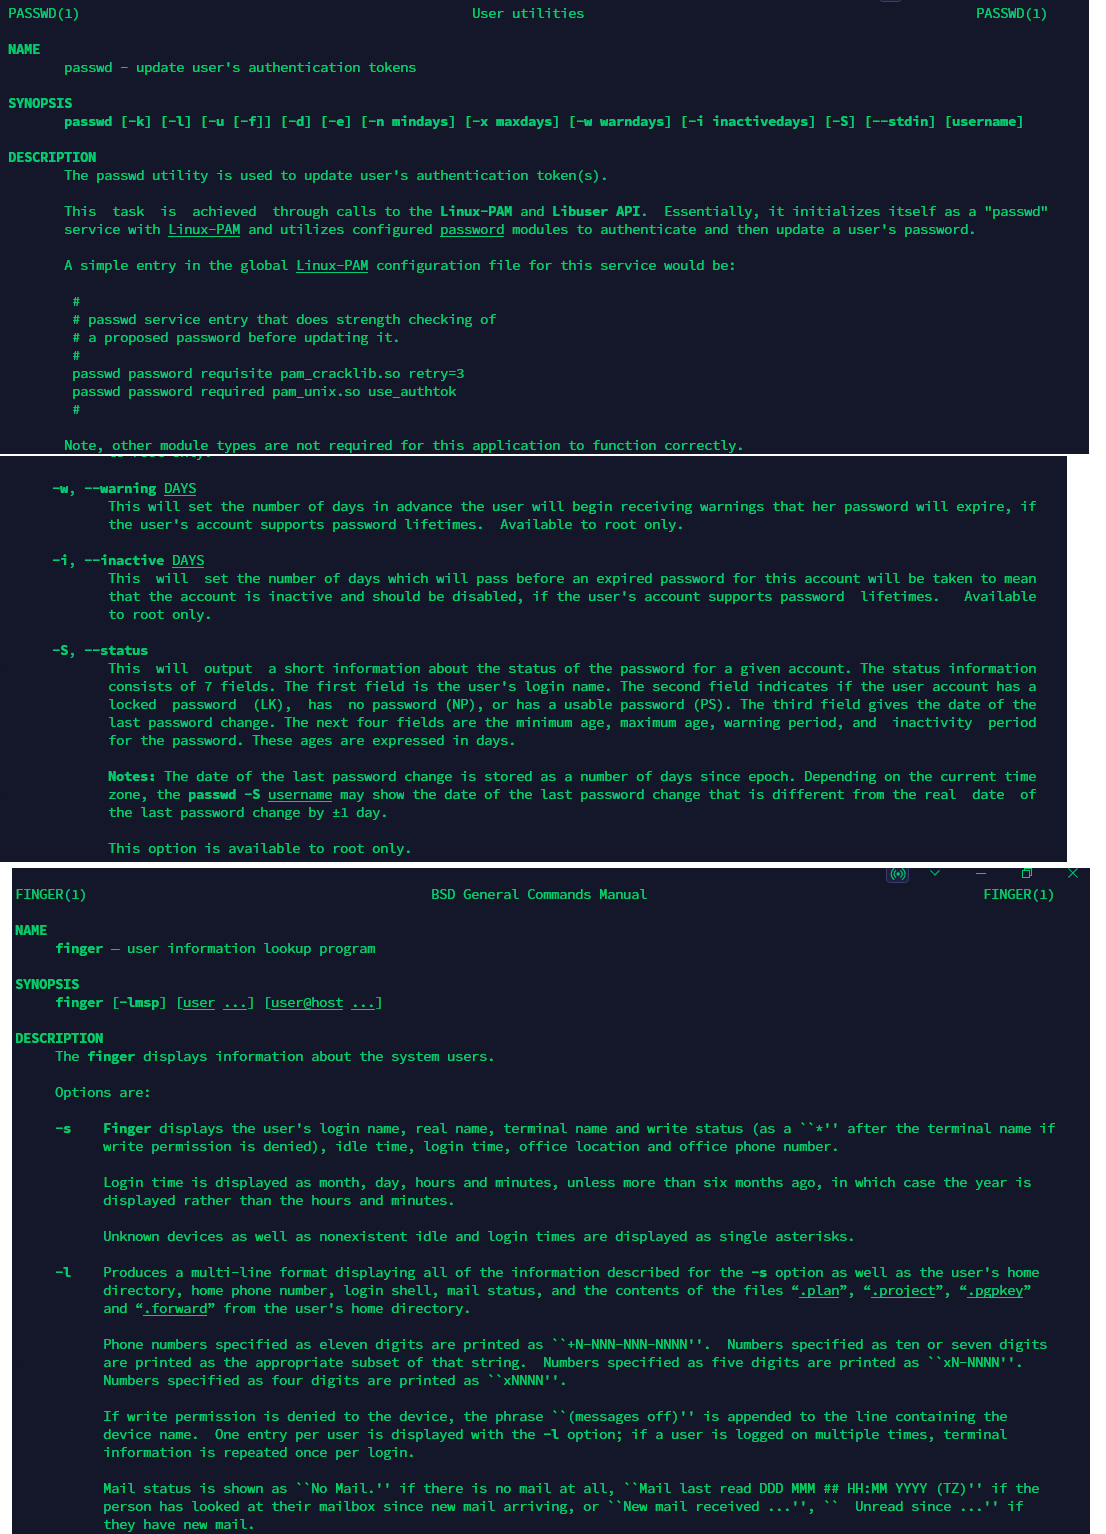 PASSWD(1) User utilities PASSWD(1)
NAME
passwd - update user's authentication tokens
SYNOPSIS
passwd [-k] [-l] [-u [-f]] [-d] [-e] [-n mindays] [-x maxdays] [-w warndays] [-i inactivedays] [-S] [--stdin] [username]
DESCRIPTION
The passwd utility is used to update user's authentication token(s).
This task is achieved through calls to the Linux-PAM and Libuser API. Essentially, it initializes itself as a "passwd"
service with Linux-PAM and utilizes configured password modules to authenticate and then update a user's password.
A simple entry in the global Linux-PAM configuration file for this service would be:
#
# passwd service entry that does strength checking of
# a proposed password before updating it.
#
passwd password requisite pam_cracklib.so retry=3
passwd password required pam_unix.so use_authtok
#
Note, other module types are not required for this application to function correctly.
-w, --warning DAYS
This will set the number of days in advance the user will begin receiving warnings that her password will expire, if
the user's account supports password lifetimes. Available to root only.
-i, --inactive DAYS
This will set the number of days which will pass before an expired password for this account will be taken to mean
that the account is inactive and should be disabled, if the user's account supports password lifetimes. Available
to root only.
-S, --status
This will output a short information about the status of the password for a given account. The status information
consists of 7 fields. The first field is the user's login name. The second field indicates if the user account has a
locked password (LK), has no password (NP), or has a usable password (PS). The third field gives the date of the
last password change. The next four fields are the minimum age, maximum age, warning period, and inactivity period
for the password. These ages are expressed in days.
Notes: The date of the last password change is stored as a number of days since epoch. Depending on the current time
zone, the passwd -S username may show the date of the last password change that is different from the real date of
the last password change by ±1 day.
This option is available to root only.
FINGER(1) BSD General Commands Manual FINGER(1)
NAME
finger — user information lookup program
SYNOPSIS
finger [-lmsp] [user ...] [user@host ...]
DESCRIPTION
The finger displays information about the system users.
Options are:
-s Finger displays the user's login name, real name, terminal name and write status (as a ``*'' after the terminal name if
write permission is denied), idle time, login time, office location and office phone number.
Login time is displayed as month, day, hours and minutes, unless more than six months ago, in which case the year is
displayed rather than the hours and minutes.
Unknown devices as well as nonexistent idle and login times are displayed as single asterisks.
-l Produces a multi-line format displaying all of the information described for the -s option as well as the user's home
directory, home phone number, login shell, mail status, and the contents of the files “.plan”, “.project”, “.pgpkey”
and “.forward” from the user's home directory.
Phone numbers specified as eleven digits are printed as ``+N-NNN-NNN-NNNN''. Numbers specified as ten or seven digits
are printed as the appropriate subset of that string. Numbers specified as five digits are printed as ``xN-NNNN''.
Numbers specified as four digits are printed as ``xNNNN''.
If write permission is denied to the device, the phrase ``(messages off)'' is appended to the line containing the
device name. One entry per user is displayed with the -l option; if a user is logged on multiple times, terminal
information is repeated once per login.
Mail status is shown as ``No Mail.'' if there is no mail at all, ``Mail last read DDD MMM ## HH:MM YYYY (TZ)'' if the
person has looked at their mailbox since new mail arriving, or ``New mail received ...'', `` Unread since ...'' if
they have new mail.